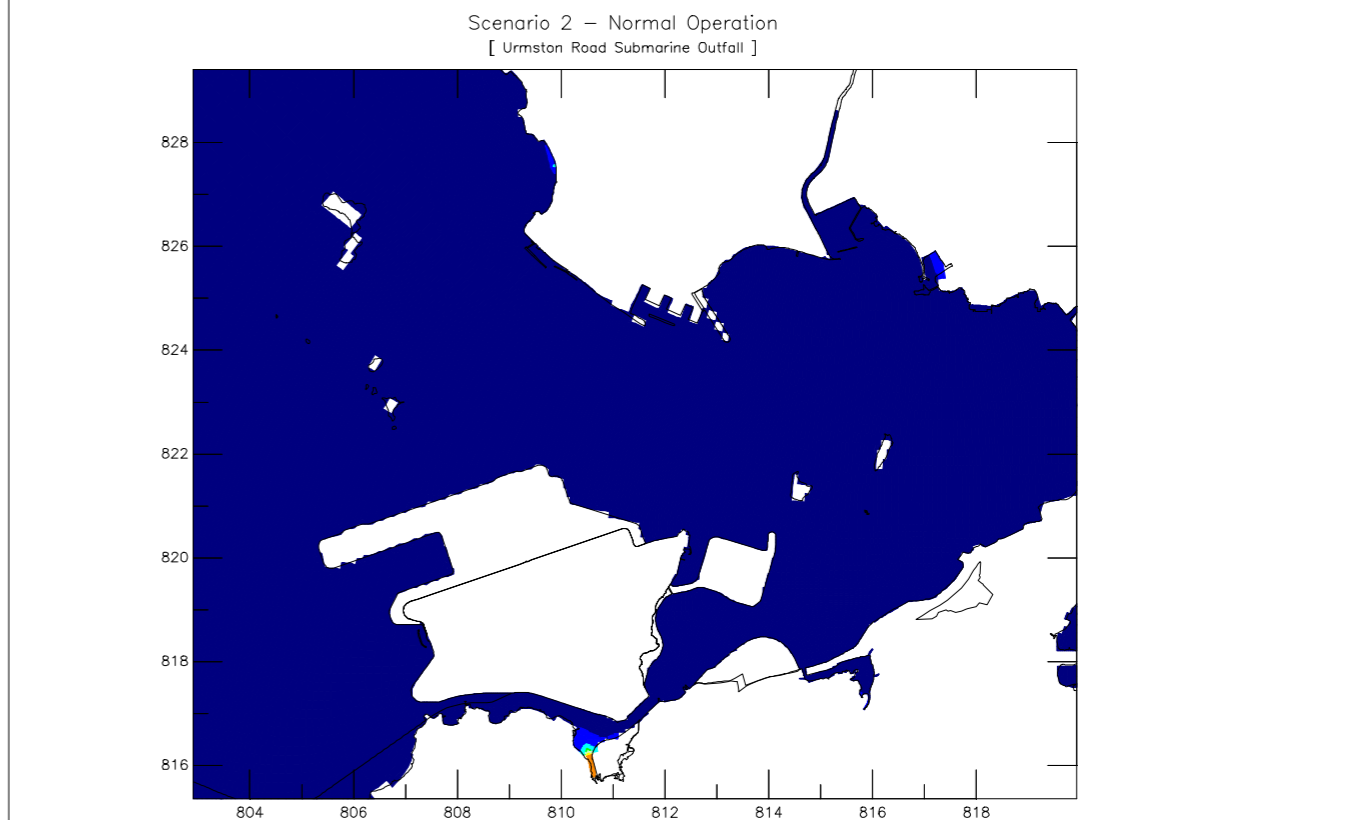 Scenario 2 – Normal Operation
[ Urmston Road Submarine Outfall ]
828
826
824
822
820
818
816
804 806 808 810 812 814 816 818